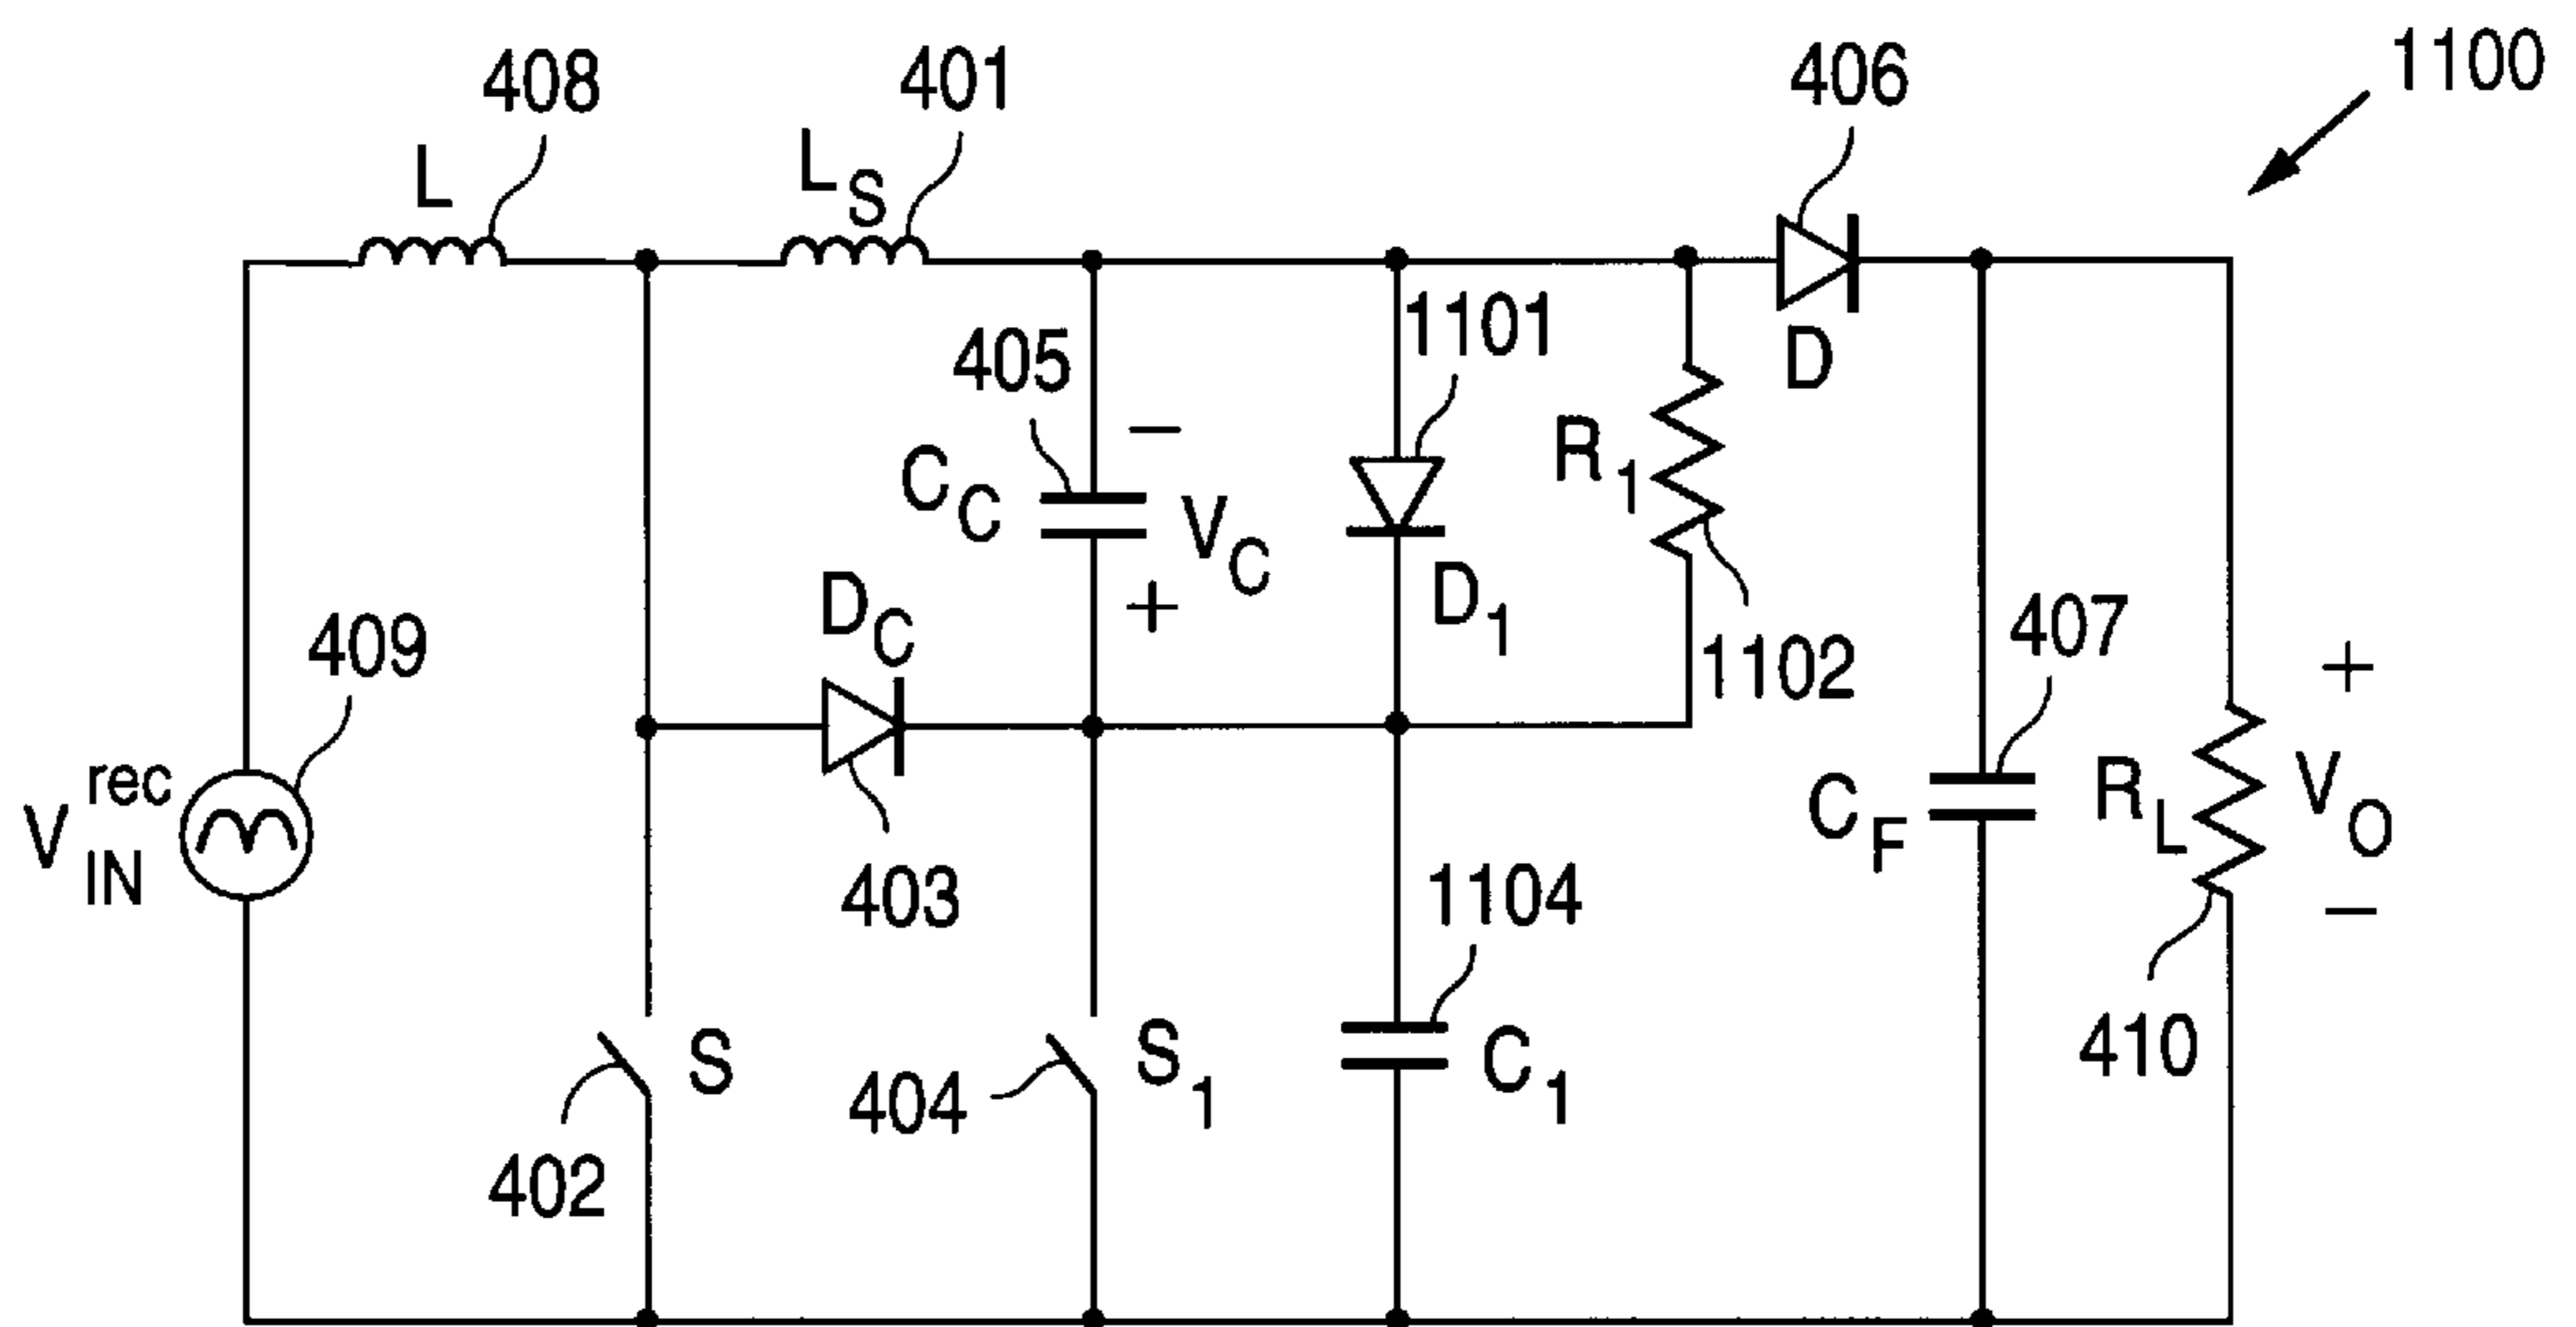 1100
408
401
406
L
L S
405
C C
−
V C
+
1101
D 1
R 1
1102
D
D C
403
409
V IN rec
407
C F
R L
+
V O
−
410
1104
C 1
402
S
404
S 1